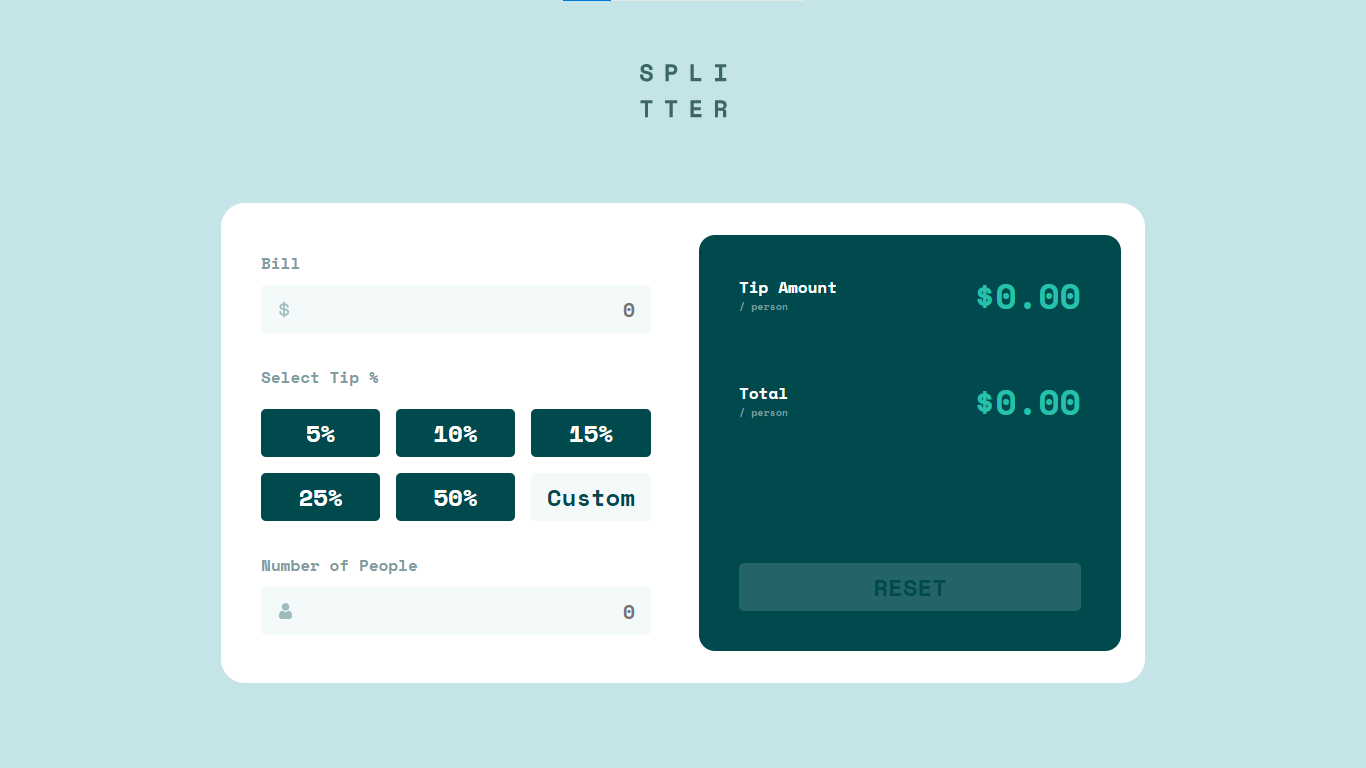 SPLI
TTER
Bill
$ 0
Select Tip %
5% 10% 15%
25% 50% Custom
Number of People
0
Tip Amount
/ person
$0.00
Total
/ person
$0.00
RESET